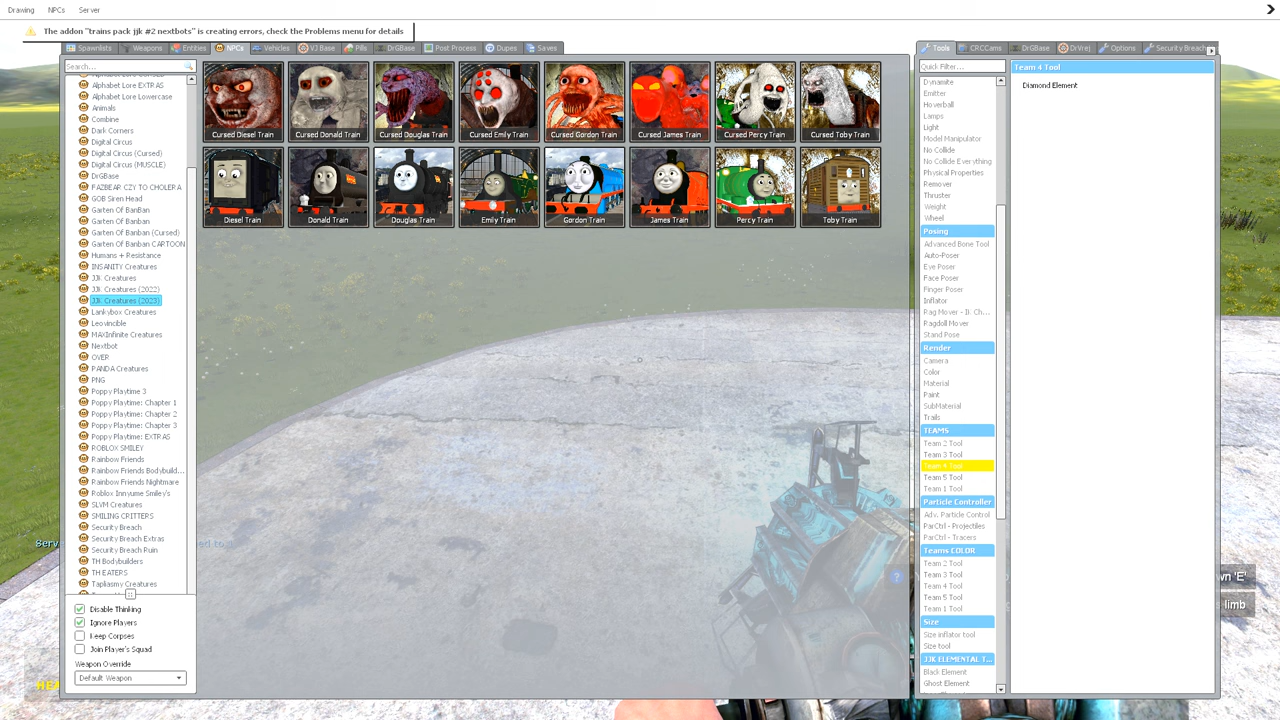 Drawing NPCs Server
The addon "trains pack jjk #2 nextbots" is creating errors, check the Problems menu for details
Spawnlists Weapons Entities NPCs Vehicles VJ Base Pills DrGBase Post Process Dupes Saves
Search...
Alphabet Lore EXTRAS
Alphabet Lore Lowercase
Animals
Combine
Dark Corners
Digital Circus
Digital Circus (Cursed)
Digital Circus (MUSCLE)
DrGBase
FAZBEAR CZY TO CHOLERA
GOB Siren Head
Garten Of BanBan
Garten Of Banban
Garten Of Banban (Cursed)
Garten Of Banban CARTOON
Humans + Resistance
INSANITY Creatures
JJK Creatures
JJK Creatures (2022)
JJK Creatures (2023)
Lankybox Creatures
Leovincible
MAXInfinite Creatures
Nextbot
OVER
PANDA Creatures
PNG
Poppy Playtime 3
Poppy Playtime: Chapter 1
Poppy Playtime: Chapter 2
Poppy Playtime: Chapter 3
Poppy Playtime: EXTRAS
ROBLOX SMILEY
Rainbow Friends
Rainbow Friends Bodybuild...
Rainbow Friends Nightmare
Roblox Innyume Smiley's
SLVM Creatures
SMILING CRITTERS
Security Breach
Security Breach Extras
Security Breach Ruin
TH Bodybuilders
TH EATERS
Tapliasmy Creatures
Disable Thinking
Ignore Players
Keep Corpses
Join Player's Squad
Weapon Override
Default Weapon
Cursed Diesel Train Cursed Donald Train Cursed Douglas Train Cursed Emily Train Cursed Gordon Train Cursed James Train Cursed Percy Train Cursed Toby Train
Diesel Train Donald Train Douglas Train Emily Train Gordon Train James Train Percy Train Toby Train
Tools CRCCams DrGBase DrVrej Options Security Breach
Quick Filter...
Dynamite
Emitter
Hoverball
Lamps
Light
Model Manipulator
No Collide
No Collide Everything
Physical Properties
Remover
Thruster
Weight
Wheel
Posing
Advanced Bone Tool
Auto-Poser
Eye Poser
Face Poser
Finger Poser
Inflator
Rag Mover - IK Ch...
Ragdoll Mover
Stand Pose
Render
Camera
Color
Material
Paint
SubMaterial
Trails
TEAMS
Team 2 Tool
Team 3 Tool
Team 4 Tool
Team 5 Tool
Team 1 Tool
Particle Controller
Adv. Particle Control
ParCtrl - Projectiles
ParCtrl - Tracers
Teams COLOR
Team 2 Tool
Team 3 Tool
Team 4 Tool
Team 5 Tool
Team 1 Tool
Size
Size inflator tool
Size tool
JJK ELEMENTAL T...
Black Element
Ghost Element
Team 4 Tool
Diamond Element
wn 'E'
limb